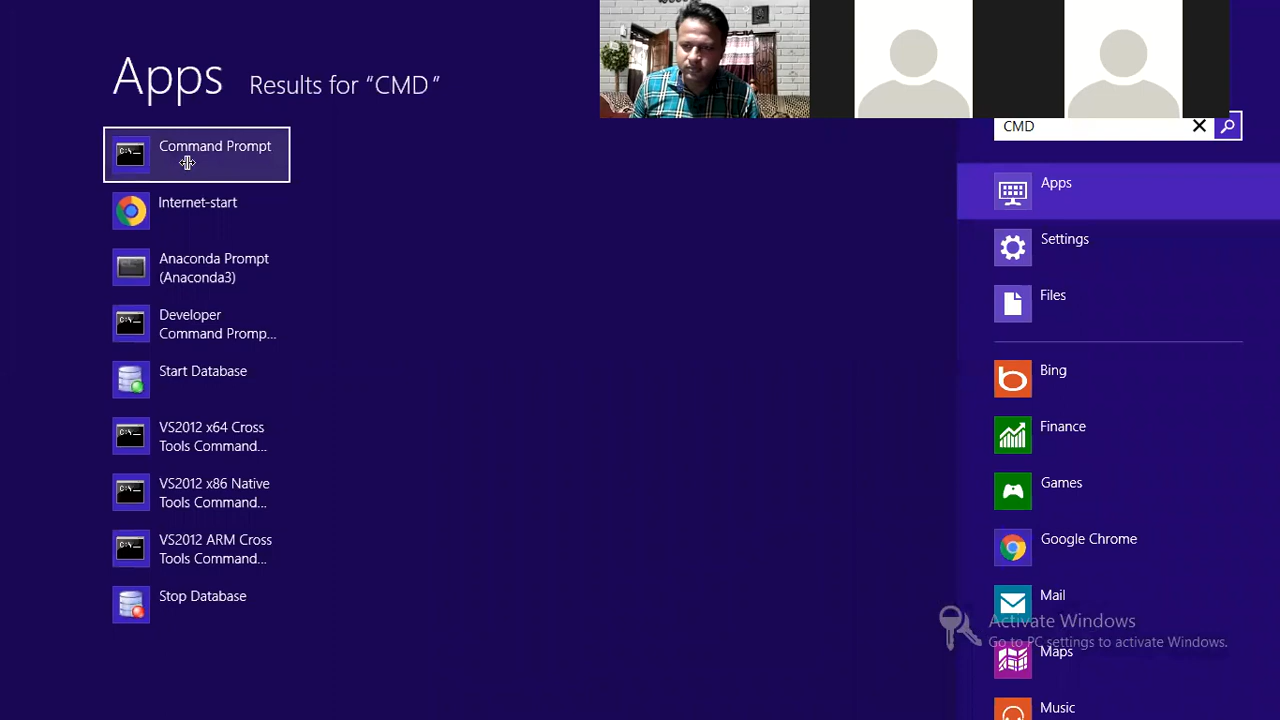 Apps Results for “CMD”
Command Prompt
Internet-start
Anaconda Prompt
(Anaconda3)
Developer
Command Promp...
Start Database
VS2012 x64 Cross
Tools Command...
VS2012 x86 Native
Tools Command...
VS2012 ARM Cross
Tools Command...
Stop Database
CMD
Apps
Settings
Files
Bing
Finance
Games
Google Chrome
Mail
Activate Windows
Go to PC settings to activate Windows.
Maps
Music